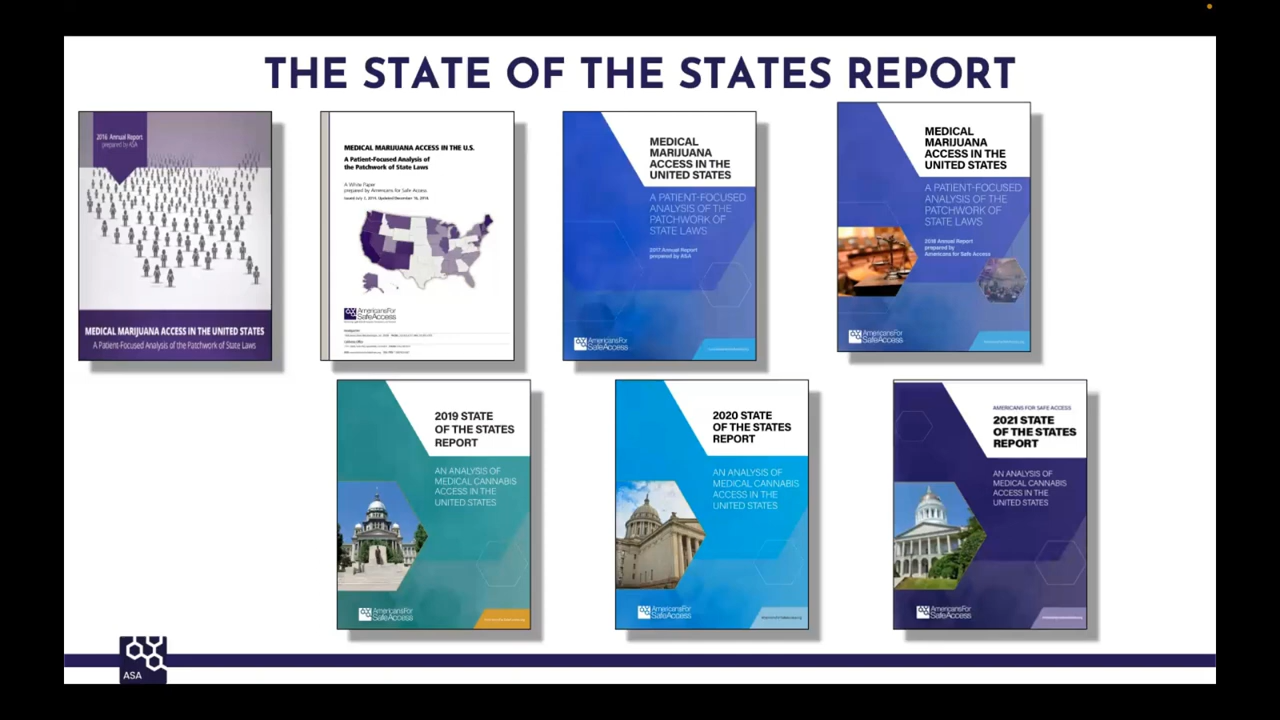 THE STATE OF THE STATES REPORT
2016 Annual Report
prepared by ASA
MEDICAL MARIJUANA ACCESS IN THE UNITED STATES
A Patient-Focused Analysis of the Patchwork of State Laws
MEDICAL MARIJUANA ACCESS IN THE U.S.
A Patient-Focused Analysis of
the Patchwork of State Laws
A White Paper
prepared by Americans for Safe Access
Issued July 2, 2014. Updated December 16, 2014.
AmericansFor
SafeAccess
MEDICAL
MARIJUANA
ACCESS IN THE
UNITED STATES
A PATIENT-FOCUSED
ANALYSIS OF THE
PATCHWORK OF
STATE LAWS
2017 Annual Report
prepared by ASA
AmericansFor
SafeAccess
MEDICAL
MARIJUANA
ACCESS IN THE
UNITED STATES
A PATIENT-FOCUSED
ANALYSIS OF THE
PATCHWORK OF
STATE LAWS
2018 Annual Report
prepared by
Americans for Safe Access
AmericansFor
SafeAccess
2019 STATE
OF THE STATES
REPORT
AN ANALYSIS OF
MEDICAL CANNABIS
ACCESS IN THE
UNITED STATES
AmericansFor
SafeAccess
2020 STATE
OF THE STATES
REPORT
AN ANALYSIS OF
MEDICAL CANNABIS
ACCESS IN THE
UNITED STATES
AmericansFor
SafeAccess
AMERICANS FOR SAFE ACCESS
2021 STATE
OF THE STATES
REPORT
AN ANALYSIS OF
MEDICAL CANNABIS
ACCESS IN THE
UNITED STATES
AmericansFor
SafeAccess
ASA